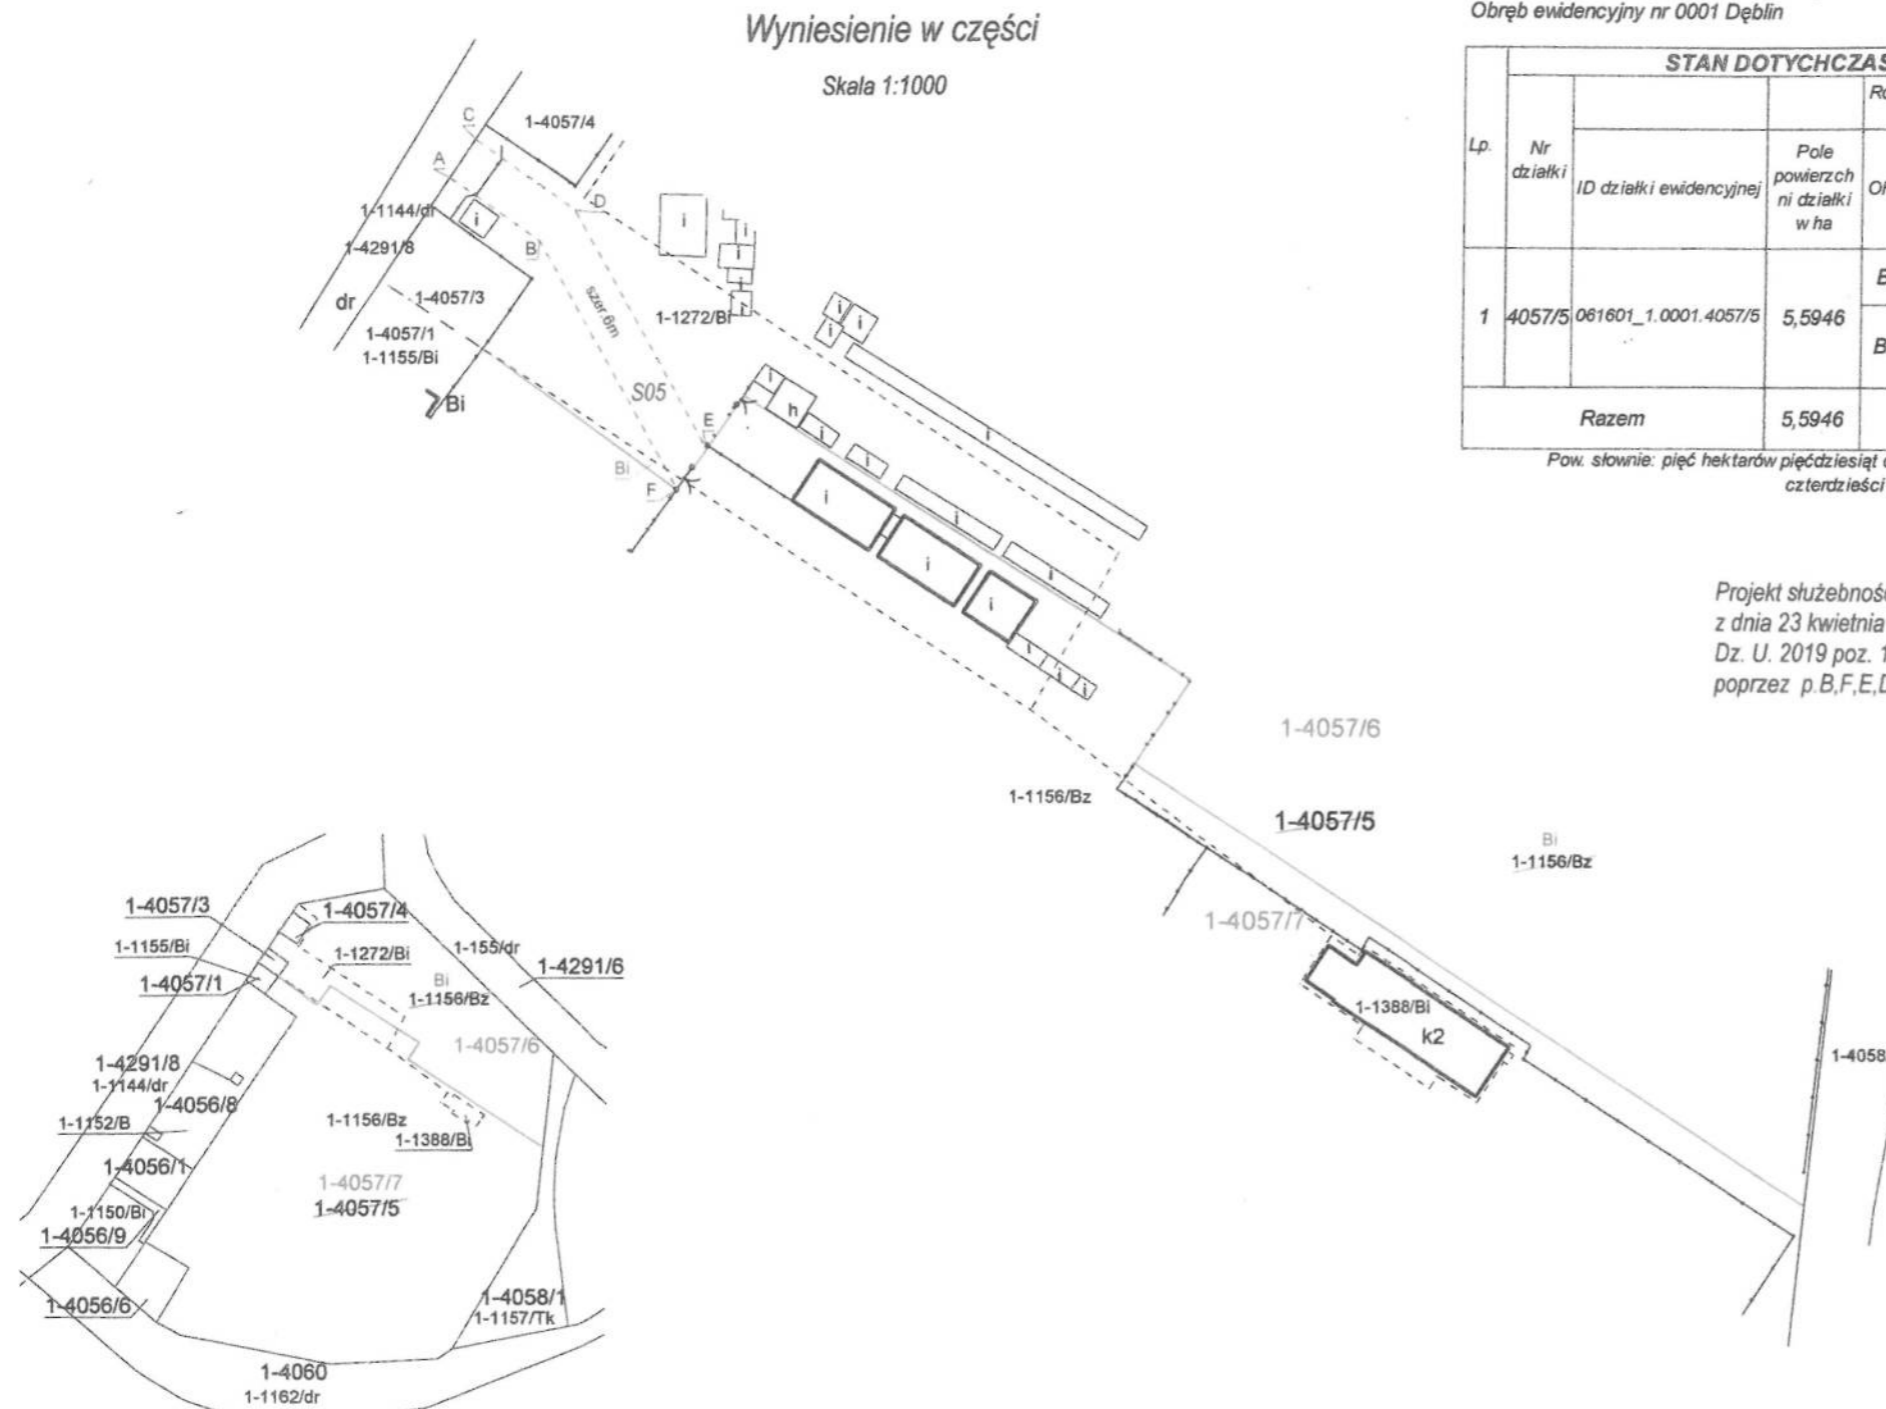 Wyniesienie w części
Skala 1:1000
Obręb ewidencyjny nr 0001 Dęblin
STAN DOTYCHCZAS
Lp.
Nr
działki
ID działki ewidencyjnej
Pole
powierzch
ni działki
w ha
1
4057/5
061601_1.0001.4057/5
5,5946
B
B
Razem
5,5946
Pow. słownie: pięć hektarów pięćdziesiąt
czterdzieści
Projekt służebnoś
z dnia 23 kwietnia
Dz. U. 2019 poz. 1
poprzez p.B,F,E,D
C
1-4057/4
A
1-1144/dr
i
D
B
1-4291/8
dr
1-4057/3
1-4057/1
1-1155/Bi
Bi
szer.6m
1-1272/Bi
S05
E
Bi
F
i
i
i
i
i
i
i
i
i
h
i
i
i
i
i
i
i
i
i
i
i
1-4057/6
1-1156/Bz
1-4057/5
Bi
1-1156/Bz
1-4057/7
1-1388/Bi
k2
1-4058
1-4057/3
1-4057/4
1-1155/Bi
1-1272/Bi
1-155/dr
1-4291/6
1-4057/1
Bi
1-1156/Bz
1-4057/6
1-4291/8
1-1144/dr
1-4056/8
1-1152/B
1-1156/Bz
1-1388/Bi
1-4056/1
1-4057/7
1-4057/5
1-1150/Bi
1-4056/9
1-4056/6
1-4058/1
1-1157/Tk
1-4060
1-1162/dr